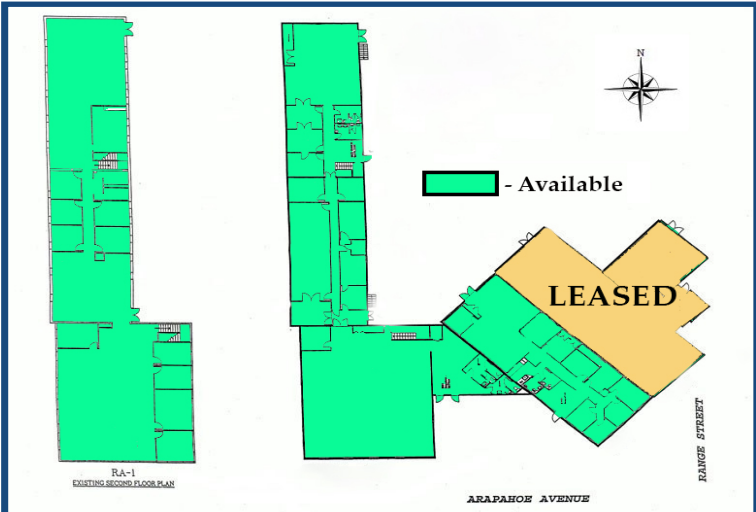 N
- Available
LEASED
RANGE STREET
RA-1
EXISTING SECOND FLOOR PLAN
ARAPAHOE AVENUE